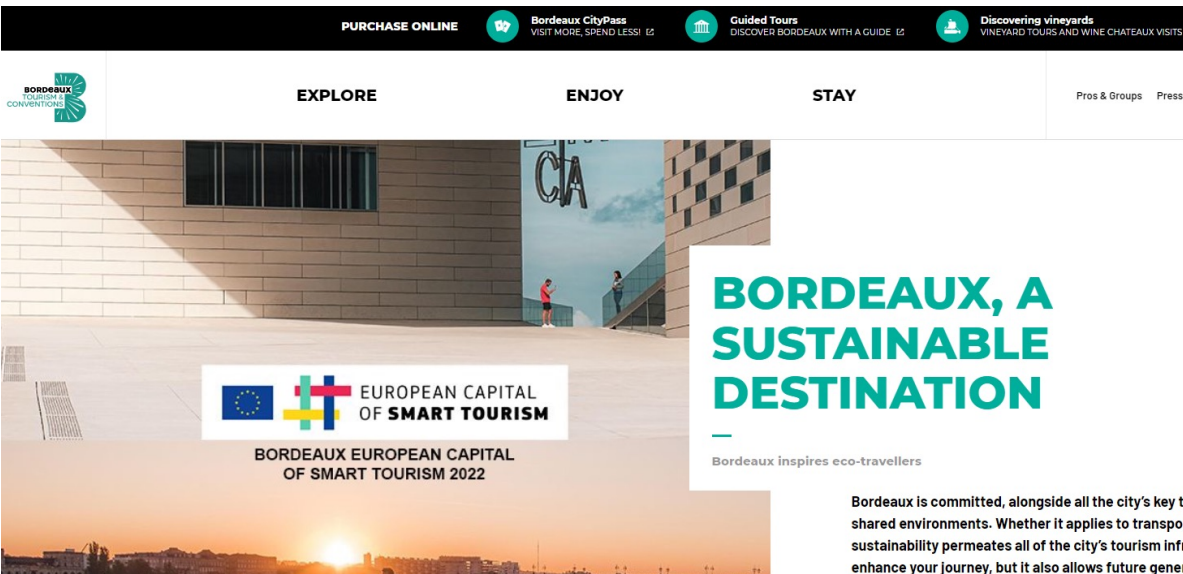 PURCHASE ONLINE
Bordeaux CityPass
VISIT MORE, SPEND LESS!
Guided Tours
DISCOVER BORDEAUX WITH A GUIDE
Discovering vineyards
VINEYARD TOURS AND WINE CHATEAUX VISITS
BORDEAUX
TOURISM &
CONVENTIONS
EXPLORE
ENJOY
STAY
Pros & Groups
Press
CIA
EUROPEAN CAPITAL
OF SMART TOURISM
BORDEAUX EUROPEAN CAPITAL
OF SMART TOURISM 2022
BORDEAUX, A
SUSTAINABLE
DESTINATION
Bordeaux inspires eco-travellers
Bordeaux is committed, alongside all the city's key t
shared environments. Whether it applies to transpo
sustainability permeates all of the city's tourism infr
enhance your journey, but it also allows future gener